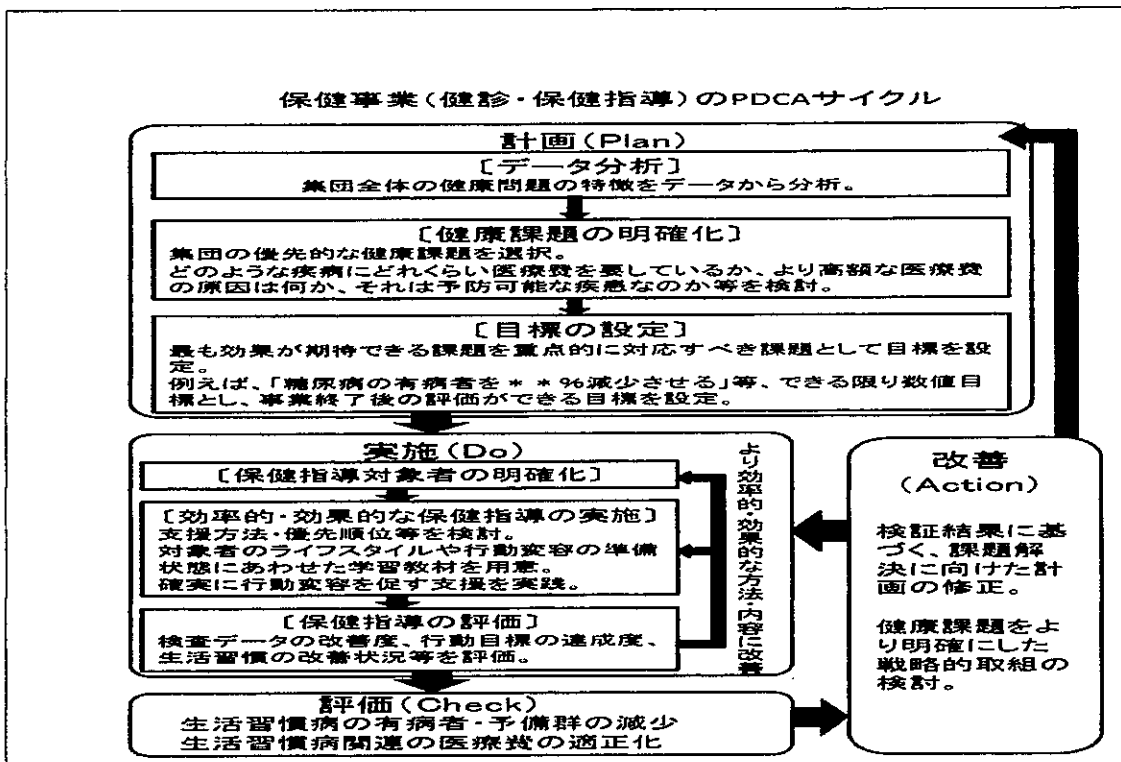 保健事業(健診・保健指導)のPDCAサイクル
計画(Plan)
[データ分析]
集団全体の健康問題の特徴をデータから分析。
[健康課題の明確化]
集団の優先的な健康課題を選択。
どのような疾病にどれくらい医療費を要しているか、より高額な医療費
の原因は何か、それは予防可能な疾患なのか等を検討。
[目標の設定]
最も効果が期待できる課題を重点的に対応すべき課題として目標を設
定。
例えば、「糖尿病の有病者を**%減少させる」等、できる限り数値目
標とし、事業終了後の評価ができる目標を設定。
実施(Do)
[保健指導対象者の明確化]
[効率的・効果的な保健指導の実施]
支援方法・優先順位等を検討。
対象者のライフスタイルや行動変容の準備
状態にあわせた学習教材を用意。
確実に行動変容を促す支援を実践。
[保健指導の評価]
検査データの改善度、行動目標の達成度、
生活習慣の改善状況等を評価。
より効率的・効果的な方法・内容に改善
評価(Check)
生活習慣病の有病者・予備群の減少
生活習慣病関連の医療費の適正化
改善
(Action)
検証結果に基
づく、課題解
決に向けた計
画の修正。
健康課題をよ
り明確にした
戦略的取組の
検討。